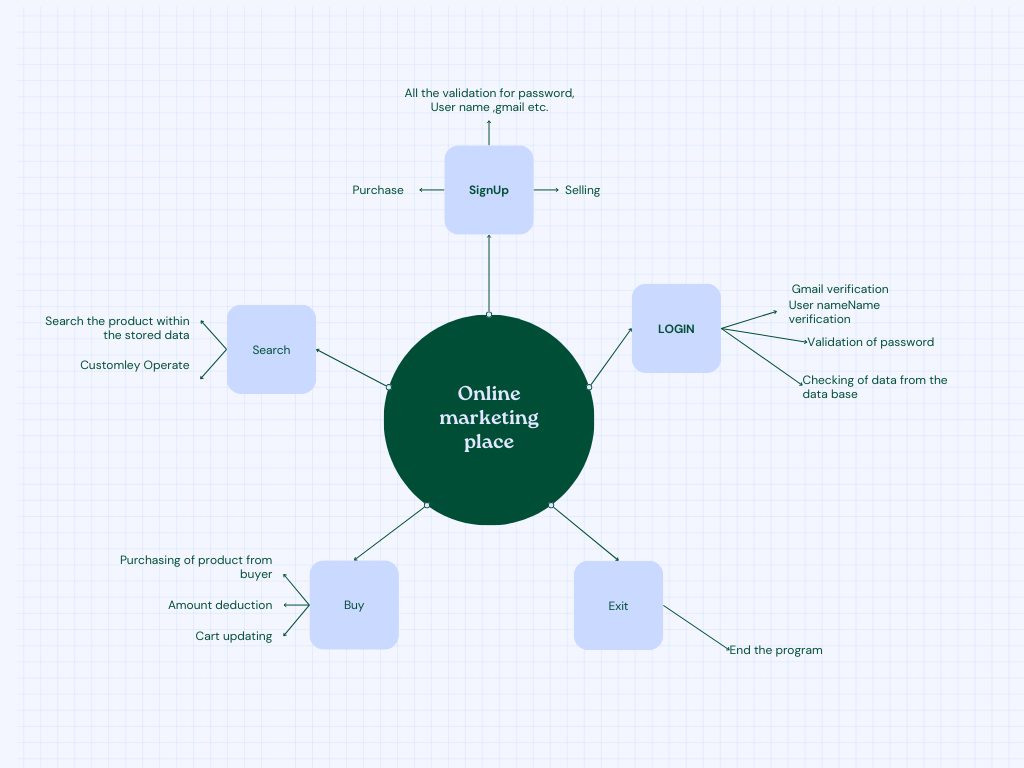 All the validation for password,
User name ,gmail etc.
SignUp
Purchase
Selling
Gmail verification
User nameName
verification
LOGIN
Validation of password
Checking of data from the
data base
Search the product within
the stored data
Search
Customley Operate
Online
marketing
place
Purchasing of product from
buyer
Amount deduction
Buy
Cart updating
Exit
End the program